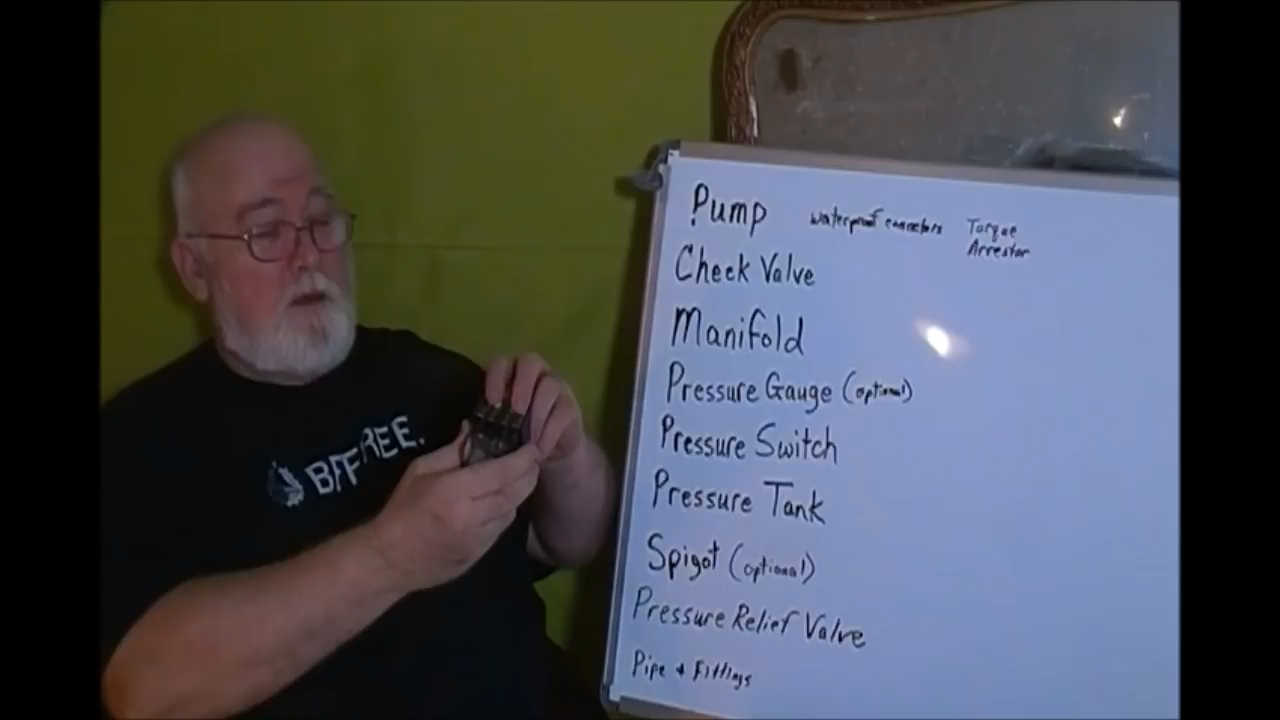 Pump waterproof connectors Torque
Arrestor
Check Valve
Manifold
Pressure Gauge (optional)
Pressure Switch
Pressure Tank
Spigot (optional)
Pressure Relief Valve
Pipe + Fittings